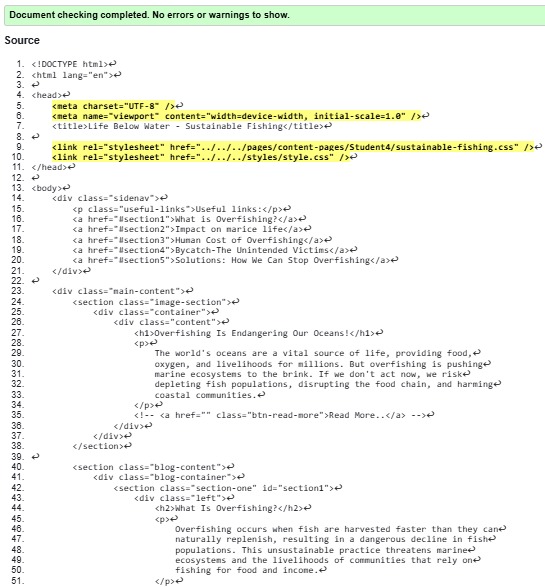 Document checking completed. No errors or warnings to show.
Source
1. <!DOCTYPE html>↩
2. <html lang="en">↩
3. ↩
4. <head>↩
5. <meta charset="UTF-8" />↩
6. <meta name="viewport" content="width=device-width, initial-scale=1.0" />↩
7. <title>Life Below Water - Sustainable Fishing</title>↩
8. ↩
9. <link rel="stylesheet" href="../../../pages/content-pages/Student4/sustainable-fishing.css" />↩
10. <link rel="stylesheet" href="../../../styles/style.css" />↩
11. </head>↩
12. ↩
13. <body>↩
14. <div class="sidenav">↩
15. <p class="useful-links">Useful links:</p>↩
16. <a href="#section1">What is Overfishing?</a>↩
17. <a href="#section2">Impact on marice life</a>↩
18. <a href="#section3">Human Cost of Overfishing</a>↩
19. <a href="#section4">Bycatch-The Unintended Victims</a>↩
20. <a href="#section5">Solutions: How We Can Stop Overfishing</a>↩
21. </div>↩
22. ↩
23. <div class="main-content">↩
24. <section class="image-section">↩
25. <div class="container">↩
26. <div class="content">↩
27. <h1>Overfishing Is Endangering Our Oceans!</h1>↩
28. <p>↩
29. The world's oceans are a vital source of life, providing food,↩
30. oxygen, and livelihoods for millions. But overfishing is pushing↩
31. marine ecosystems to the brink. If we don't act now, we risk↩
32. depleting fish populations, disrupting the food chain, and harming↩
33. coastal communities.↩
34. </p>↩
35. <!-- <a href="" class="btn-read-more">Read More..</a> -->↩
36. </div>↩
37. </div>↩
38. </section>↩
39. ↩
40. <section class="blog-content">↩
41. <div class="blog-container">↩
42. <section class="section-one" id="section1">↩
43. <div class="left">↩
44. <h2>What Is Overfishing?</h2>↩
45. <p>↩
46. Overfishing occurs when fish are harvested faster than they can↩
47. naturally replenish, resulting in a dangerous decline in fish↩
48. populations. This unsustainable practice threatens marine↩
49. ecosystems and the livelihoods of communities that rely on↩
50. fishing for food and income.↩
51. </p>↩